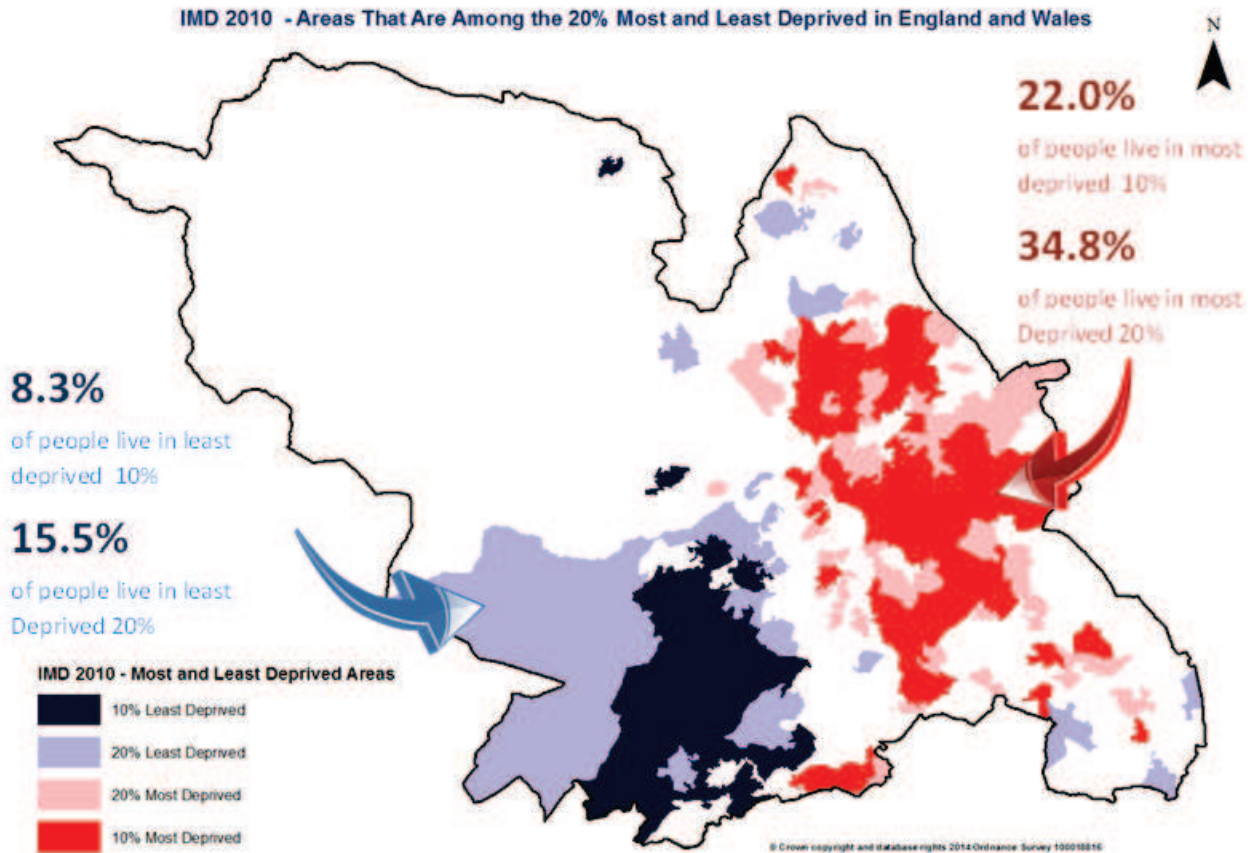 IMD 2010 - Areas That Are Among the 20% Most and Least Deprived in England and Wales
N
22.0%
of people live in most
deprived 10%
34.8%
of people live in most
Deprived 20%
8.3%
of people live in least
deprived 10%
15.5%
of people live in least
Deprived 20%
IMD 2010 - Most and Least Deprived Areas
10% Least Deprived
20% Least Deprived
20% Most Deprived
10% Most Deprived
© Crown copyright and database rights 2014 Ordnance Survey 100018816